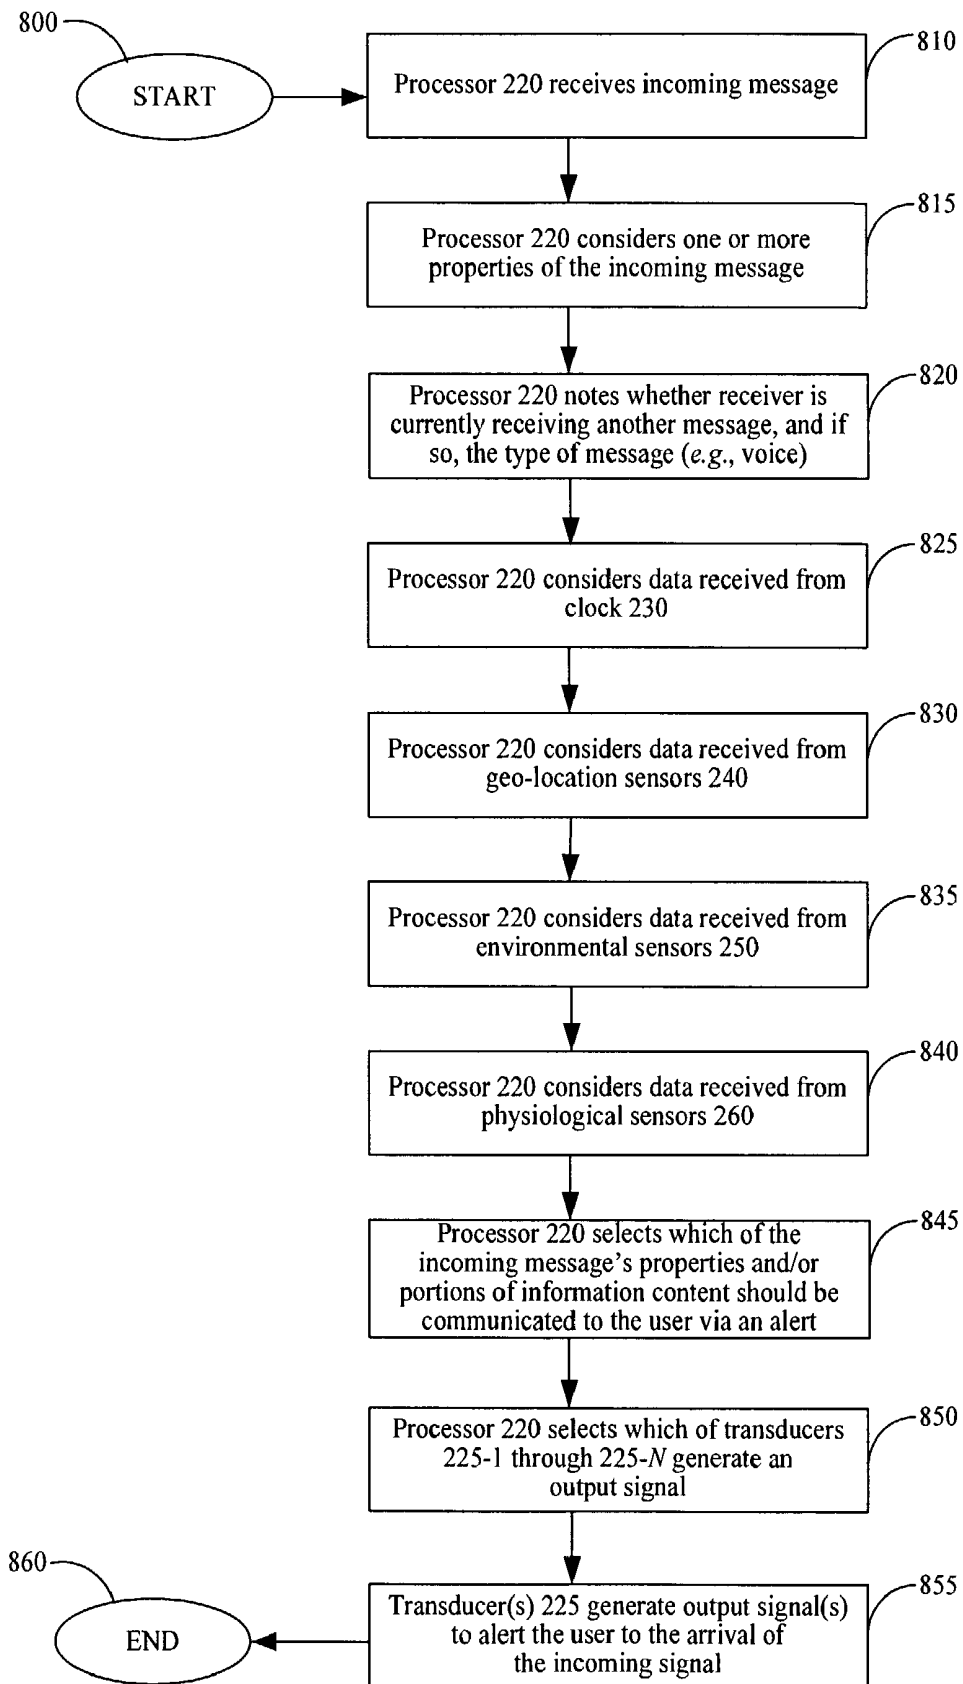 800
START
Processor 220 receives incoming message
810
Processor 220 considers one or more
properties of the incoming message
815
Processor 220 notes whether receiver is
currently receiving another message, and if
so, the type of message (e.g., voice)
820
Processor 220 considers data received from
clock 230
825
Processor 220 considers data received from
geo-location sensors 240
830
Processor 220 considers data received from
environmental sensors 250
835
Processor 220 considers data received from
physiological sensors 260
840
Processor 220 selects which of the
incoming message's properties and/or
portions of information content should be
communicated to the user via an alert
845
Processor 220 selects which of transducers
225-1 through 225-N generate an
output signal
850
Transducer(s) 225 generate output signal(s)
to alert the user to the arrival of
the incoming signal
855
860
END